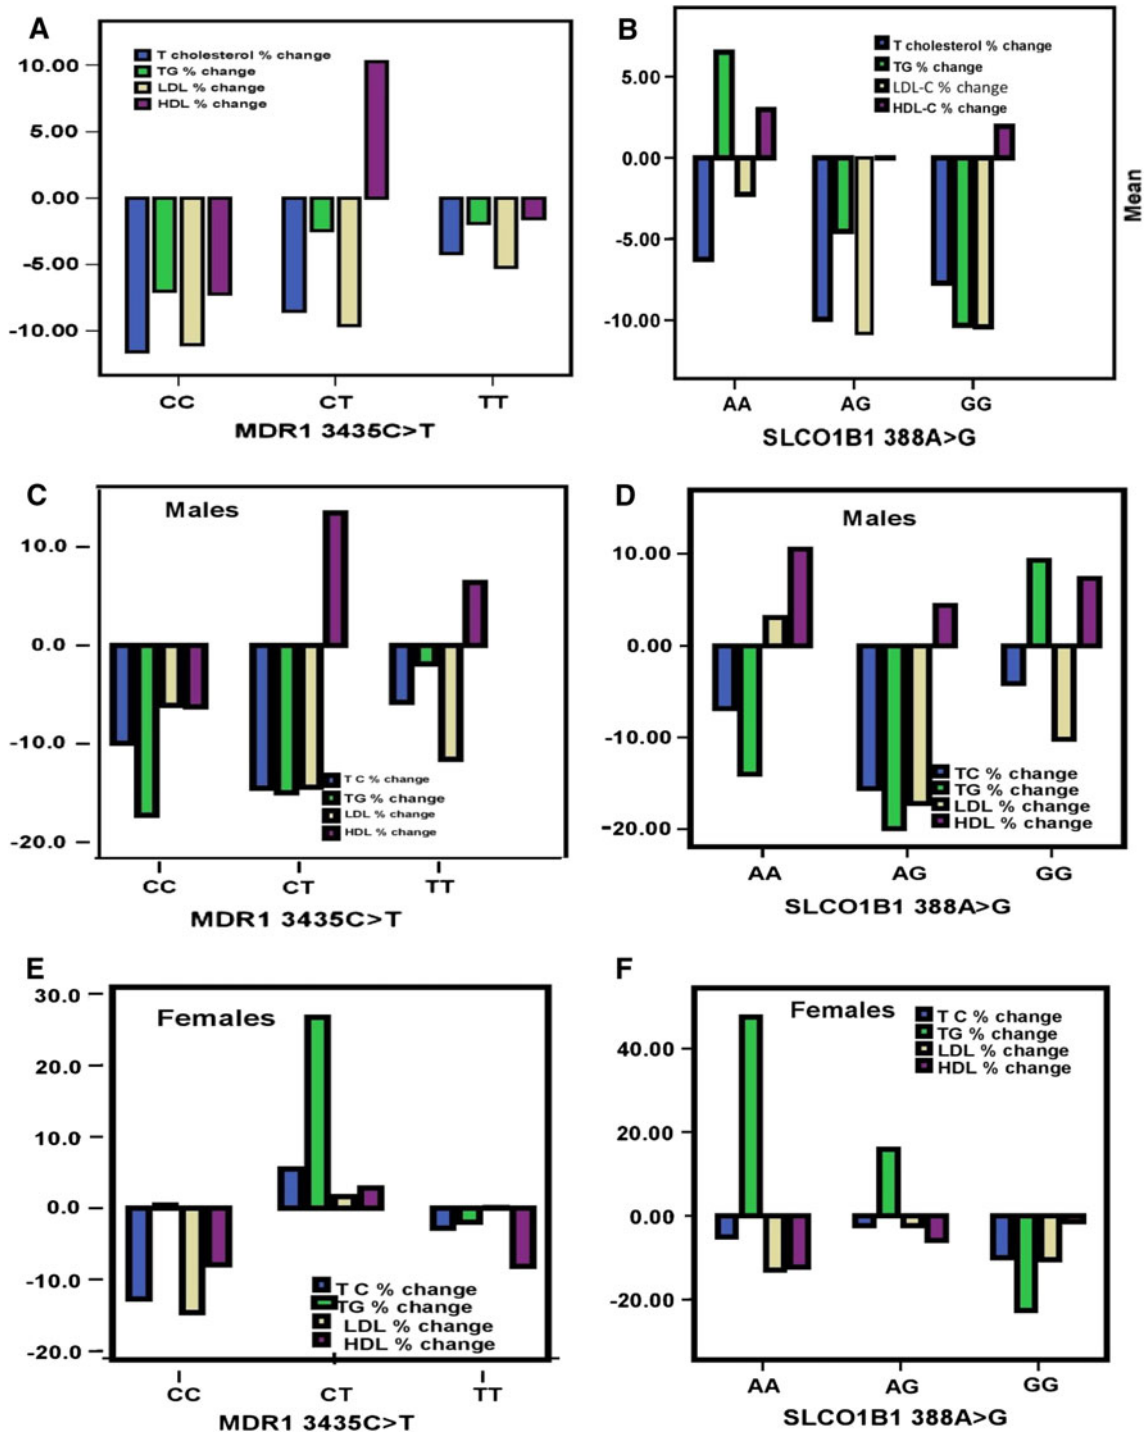 A
T cholesterol % change
TG % change
LDL % change
HDL % change
10.00
5.00
0.00
-5.00
-10.00
CC CT TT
MDR1 3435C>T
B
T cholesterol % change
TG % change
LDL-C % change
HDL-C % change
5.00
0.00
-5.00
-10.00
Mean
AA AG GG
SLCO1B1 388A>G
C
Males
10.0
0.0
-10.0
-20.0
T C % change
TG % change
LDL % change
HDL % change
CC CT TT
MDR1 3435C>T
D
Males
10.00
0.00
-10.00
-20.00
TC % change
TG % change
LDL % change
HDL % change
AA AG GG
SLCO1B1 388A>G
E
Females
30.0
20.0
10.0
0.0
-10.0
-20.0
T C % change
TG % change
LDL % change
HDL % change
CC CT TT
MDR1 3435C>T
F
Females
T C % change
TG % change
LDL % change
HDL % change
40.00
20.00
0.00
-20.00
AA AG GG
SLCO1B1 388A>G